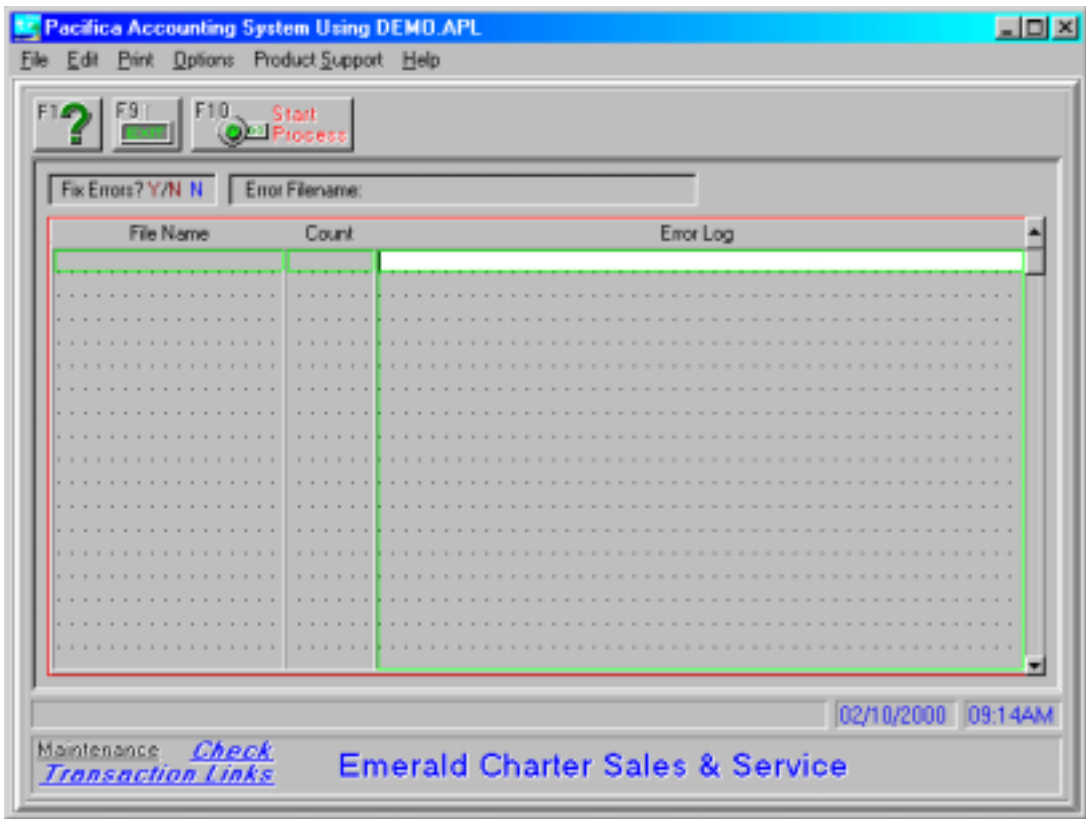 Pacifica Accounting System Using DEMO.APL
File Edit Print Options Product Support Help
F1 ? F9 EXIT F10 Start
Process
Fix Errors? Y/N N Error Filename:
File Name Count Error Log
02/10/2000 09:14AM
Maintenance Check
Transaction Links
Emerald Charter Sales & Service